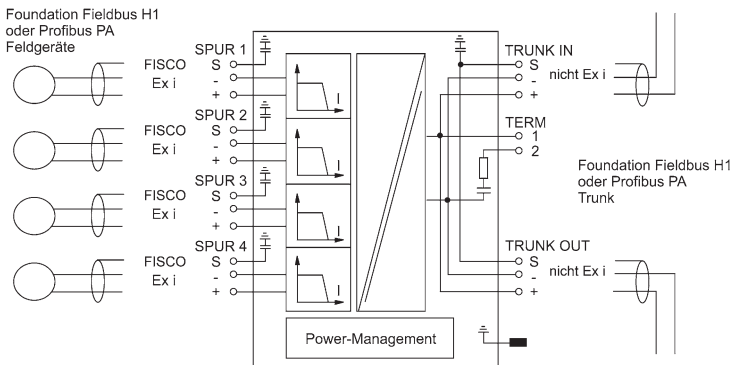 Foundation Fieldbus H1
oder Profibus PA
Feldgeräte
SPUR 1
FISCO
Ex i
S
-
+
I
SPUR 2
FISCO
Ex i
S
-
+
I
SPUR 3
FISCO
Ex i
S
-
+
I
SPUR 4
FISCO
Ex i
S
-
+
I
Power-Management
TRUNK IN
S
-
+
nicht Ex i
TERM
1
2
Foundation Fieldbus H1
oder Profibus PA
Trunk
TRUNK OUT
S
-
+
nicht Ex i